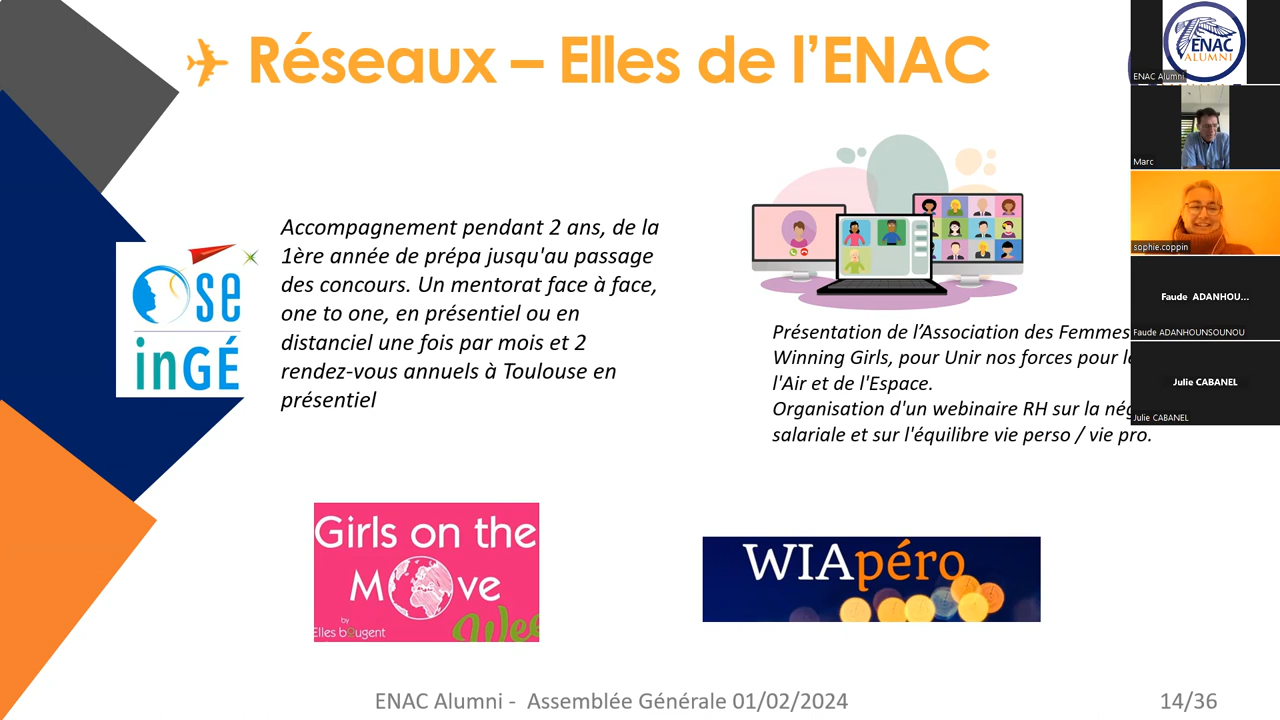 Réseaux – Elles de l'ENAC
Accompagnement pendant 2 ans, de la
1ère année de prépa jusqu'au passage
des concours. Un mentorat face à face,
one to one, en présentiel ou en
distanciel une fois par mois et 2
rendez-vous annuels à Toulouse en
présentiel
Ose
inGÉ
Présentation de l’Association des Femmes
Winning Girls, pour Unir nos forces pour
l'Air et de l'Espace.
Organisation d'un webinaire RH sur la
salariale et sur l'équilibre vie perso / vie pro.
Girls on the
Move
Wee
by
Elles bougent
WIApéro
ENAC Alumni - Assemblée Générale 01/02/2024
14/36
ENAC
ALUMNI
ENAC Alumni
Marc
sophie.coppin
Faude ADANHOU...
Faude ADANHOUNSOUNOU
Julie CABANEL
Julie CABANEL